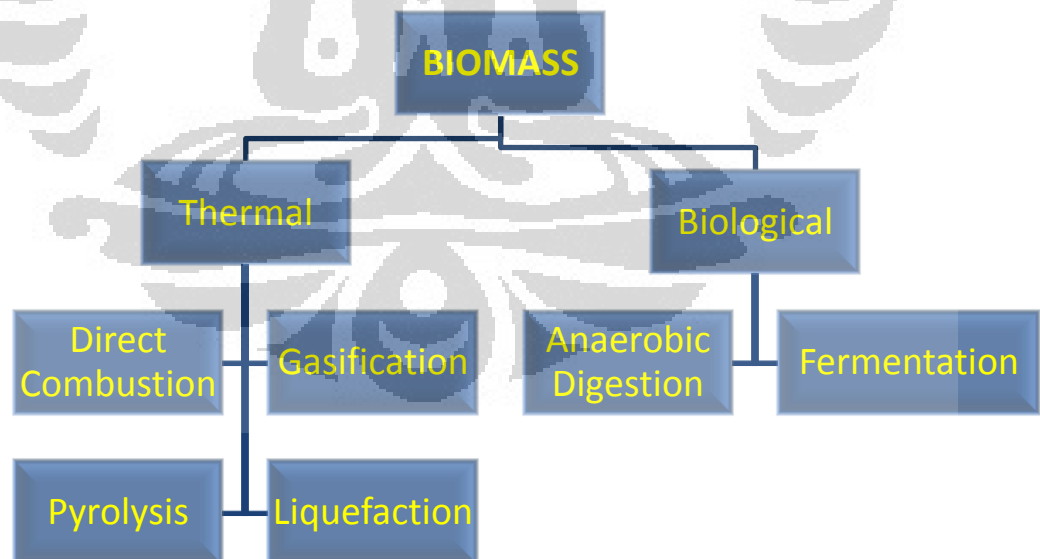 BIOMASS
Thermal
Biological
Direct
Combustion
Gasification
Anaerobic
Digestion
Fermentation
Pyrolysis
Liquefaction